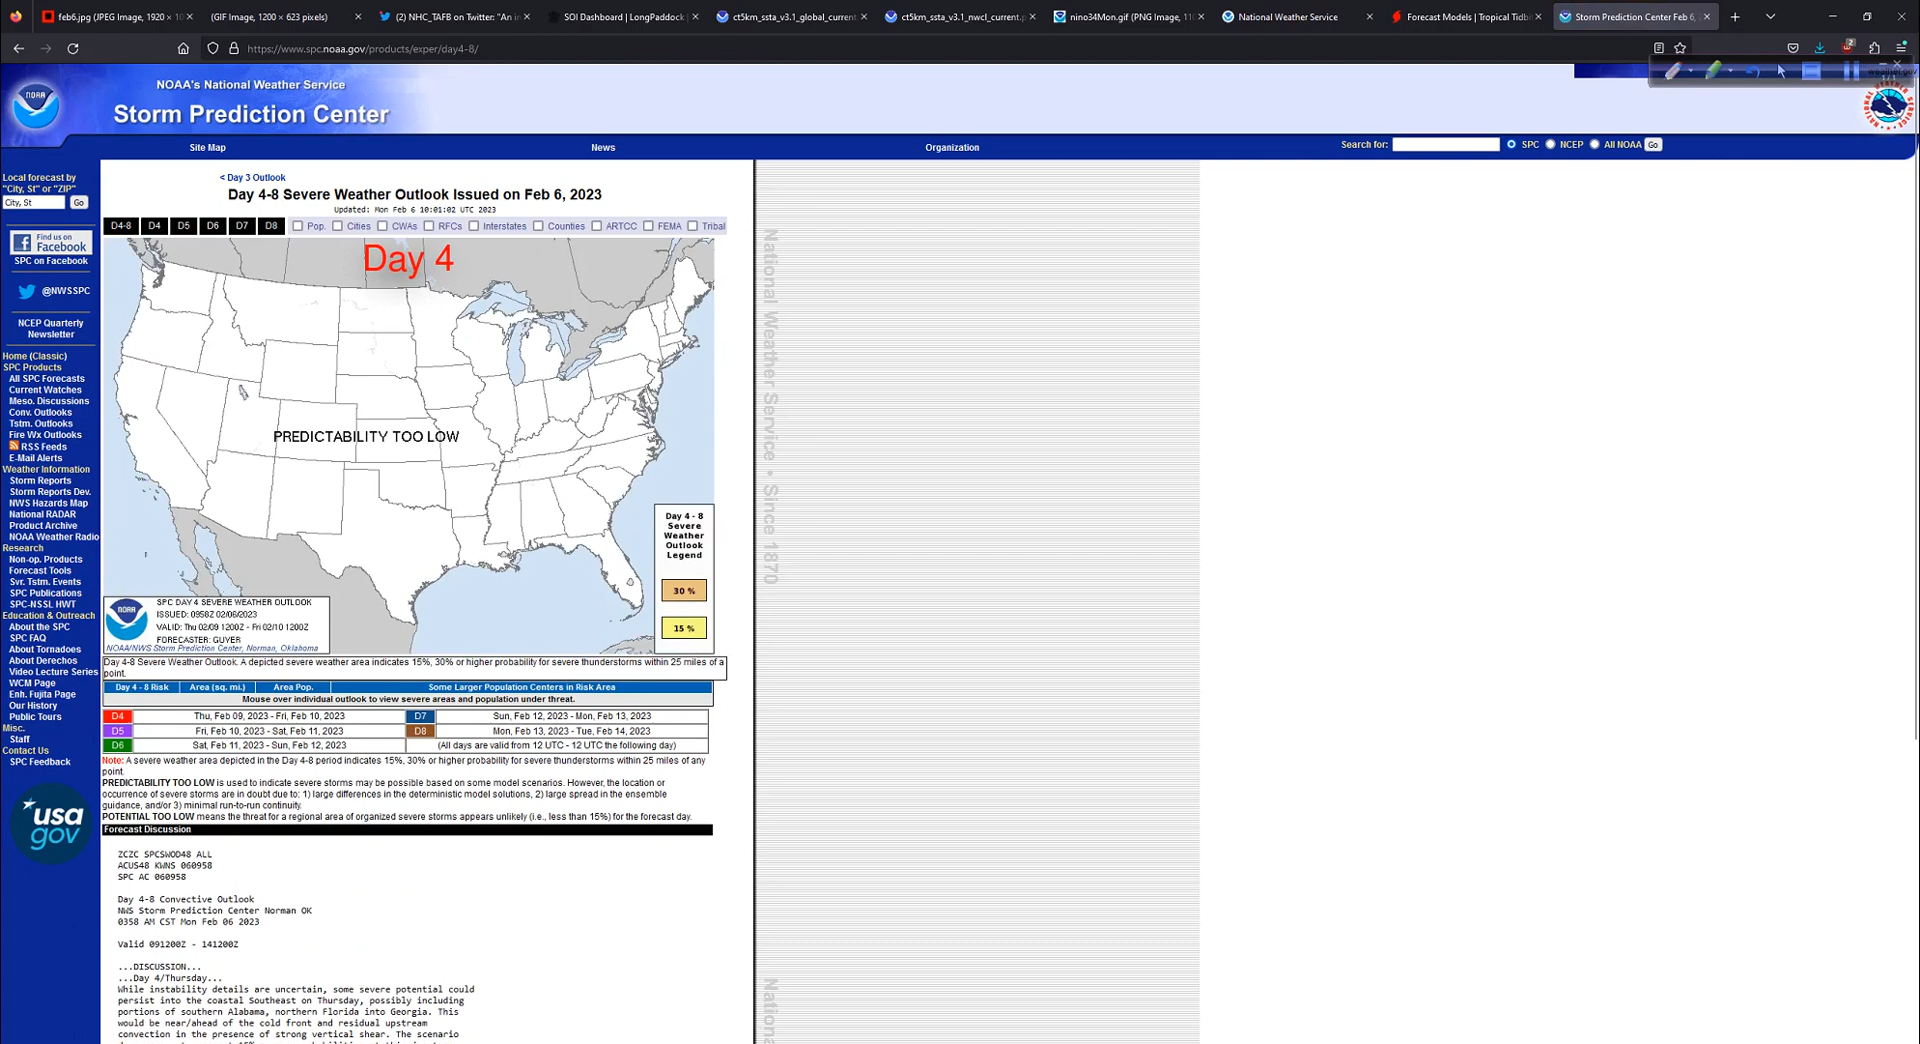 feb6.jpg (JPEG Image, 1920 × 10
(GIF Image, 1200 × 623 pixels)
(2) NHC_TAFB on Twitter: "An in
SOI Dashboard | LongPaddock
ct5km_ssta_v3.1_global_current.
ct5km_ssta_v3.1_nwcl_current.p
nino34Mon.gif (PNG Image, 11
National Weather Service
Forecast Models | Tropical Tidbi
Storm Prediction Center Feb 6,
https://www.spc.noaa.gov/products/exper/day4-8/
2
NOAA
NOAA's National Weather Service
Storm Prediction Center
weather.gov
Site Map
News
Organization
Search for:
SPC
NCEP
All NOAA
Go
Local forecast by
"City, St" or "ZIP"
City, St
Go
Find us on
Facebook
SPC on Facebook
@NWSSPC
NCEP Quarterly
Newsletter
Home (Classic)
SPC Products
All SPC Forecasts
Current Watches
Meso. Discussions
Conv. Outlooks
Tstm. Outlooks
Fire Wx Outlooks
RSS Feeds
E-Mail Alerts
Weather Information
Storm Reports
Storm Reports Dev.
NWS Hazards Map
National RADAR
Product Archive
NOAA Weather Radio
Research
Non-op. Products
Forecast Tools
Svr. Tstm. Events
SPC Publications
SPC-NSSL HWT
Education & Outreach
About the SPC
SPC FAQ
About Tornadoes
About Derechos
Video Lecture Series
WCM Page
Enh. Fujita Page
Our History
Public Tours
Misc.
Staff
Contact Us
SPC Feedback
usa
gov
< Day 3 Outlook
Day 4-8 Severe Weather Outlook Issued on Feb 6, 2023
Updated: Mon Feb 6 10:01:02 UTC 2023
D4-8 D4 D5 D6 D7 D8 Pop. Cities CWAs RFCs Interstates Counties ARTCC FEMA Tribal
Day 4
PREDICTABILITY TOO LOW
Day 4 - 8
Severe
Weather
Outlook
Legend
30 %
15 %
NOAA
SPC DAY 4 SEVERE WEATHER OUTLOOK
ISSUED: 0958Z 02/06/2023
VALID: Thu 02/09 1200Z - Fri 02/10 1200Z
FORECASTER: GUYER
NOAA/NWS Storm Prediction Center, Norman, Oklahoma
Day 4-8 Severe Weather Outlook. A depicted severe weather area indicates 15%, 30% or higher probability for severe thunderstorms within 25 miles of a
point.
Day 4 - 8 Risk Area (sq. mi.) Area Pop. Some Larger Population Centers in Risk Area
Mouse over individual outlook to view severe areas and population under threat.
D4 Thu, Feb 09, 2023 - Fri, Feb 10, 2023 D7 Sun, Feb 12, 2023 - Mon, Feb 13, 2023
D5 Fri, Feb 10, 2023 - Sat, Feb 11, 2023 D8 Mon, Feb 13, 2023 - Tue, Feb 14, 2023
D6 Sat, Feb 11, 2023 - Sun, Feb 12, 2023 (All days are valid from 12 UTC - 12 UTC the following day)
Note: A severe weather area depicted in the Day 4-8 period indicates 15%, 30% or higher probability for severe thunderstorms within 25 miles of any
point.
PREDICTABILITY TOO LOW is used to indicate severe storms may be possible based on some model scenarios. However, the location or
occurrence of severe storms are in doubt due to: 1) large differences in the deterministic model solutions, 2) large spread in the ensemble
guidance, and/or 3) minimal run-to-run continuity.
POTENTIAL TOO LOW means the threat for a regional area of organized severe storms appears unlikely (i.e., less than 15%) for the forecast day.
Forecast Discussion
ZCZC SPCSWOD48 ALL
ACUS48 KWNS 060958
SPC AC 060958
Day 4-8 Convective Outlook
NWS Storm Prediction Center Norman OK
0358 AM CST Mon Feb 06 2023
Valid 091200Z - 141200Z
...DISCUSSION...
...Day 4/Thursday...
While instability details are uncertain, some severe potential could
persist into the coastal Southeast on Thursday, possibly including
portions of southern Alabama, northern Florida into Georgia. This
would be near/ahead of the cold front and residual upstream
convection in the presence of strong vertical shear. The scenario
National Weather Service • Since 1870
Nationa